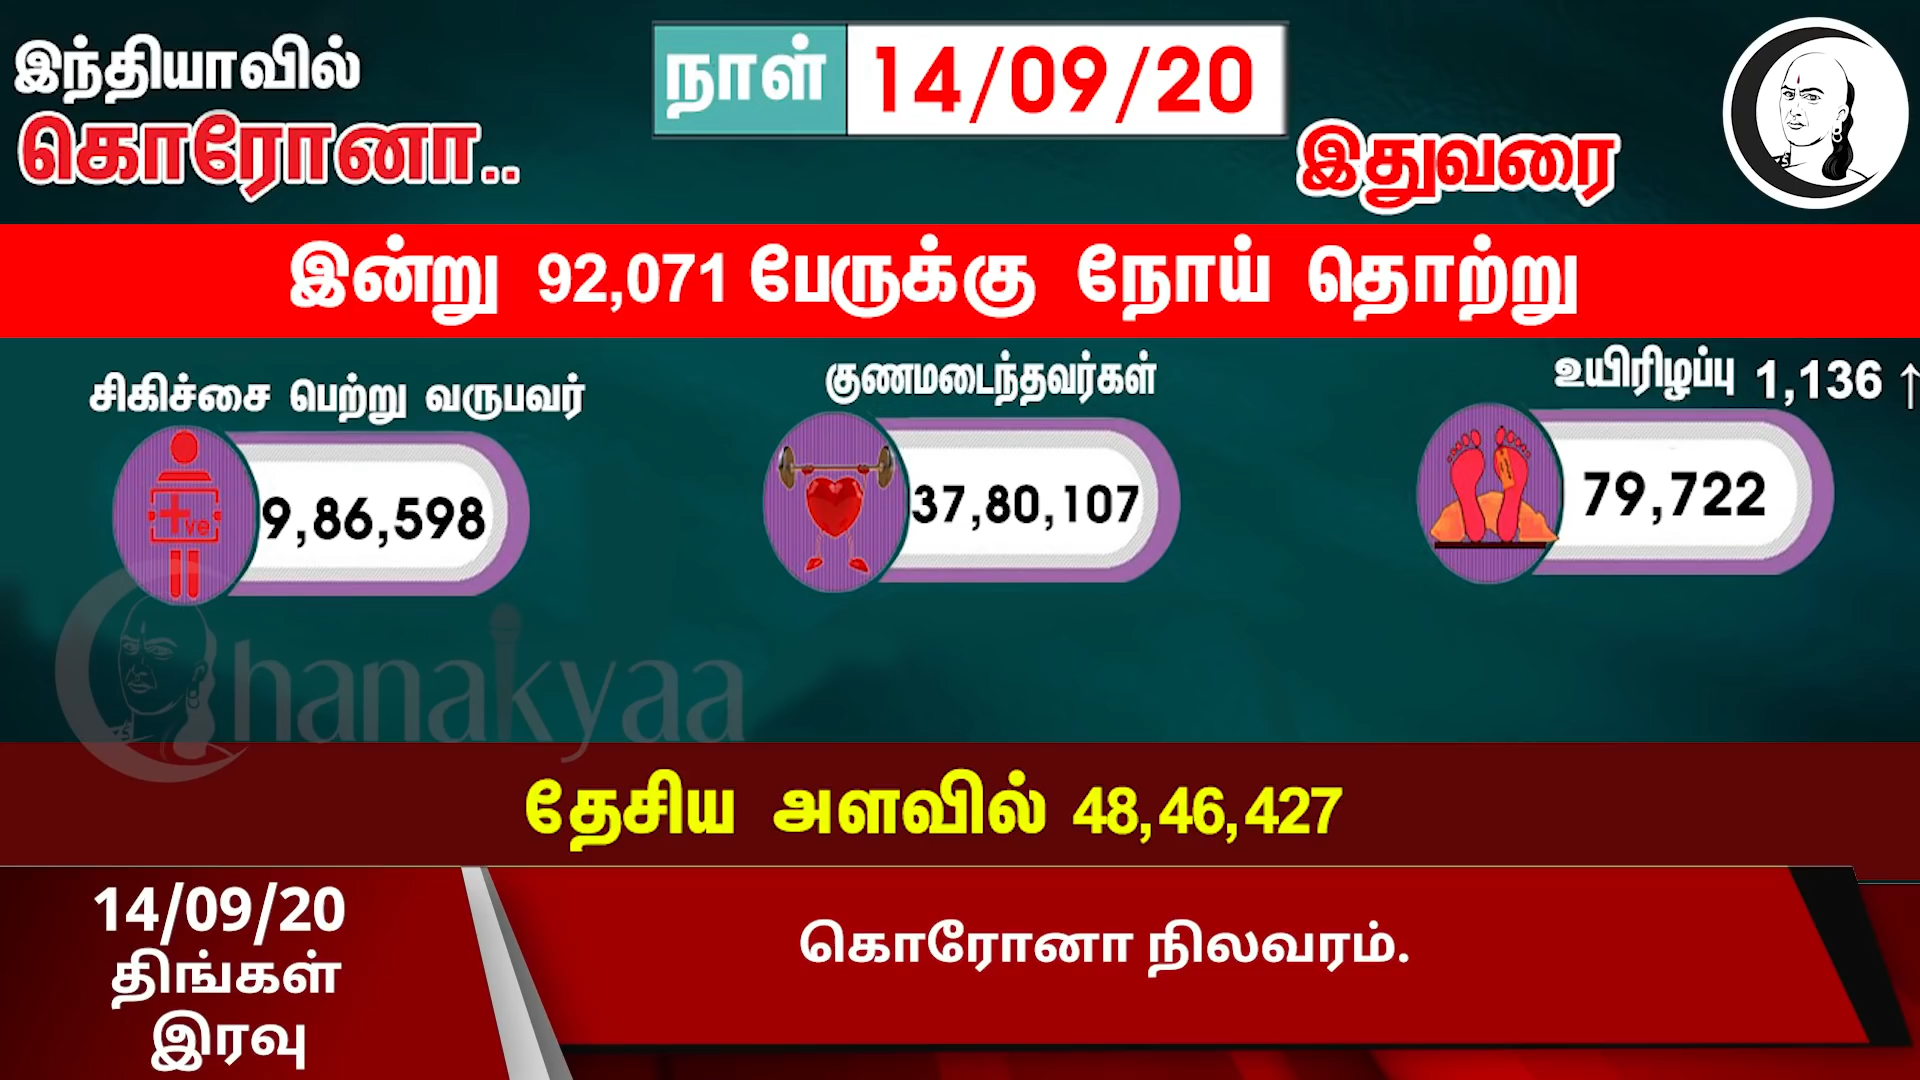 இந்தியாவில்
கொரோனா..
நாள் 14/09/20
இதுவரை
இன்று 92,071 பேருக்கு நோய் தொற்று
சிகிச்சை பெற்று வருபவர்
குணமடைந்தவர்கள்
உயிரிழப்பு 1,136 ↑
+ve
9,86,598
37,80,107
79,722
Chanakyaa
தேசிய அளவில் 48,46,427
14/09/20
திங்கள்
இரவு
கொரோனா நிலவரம்.